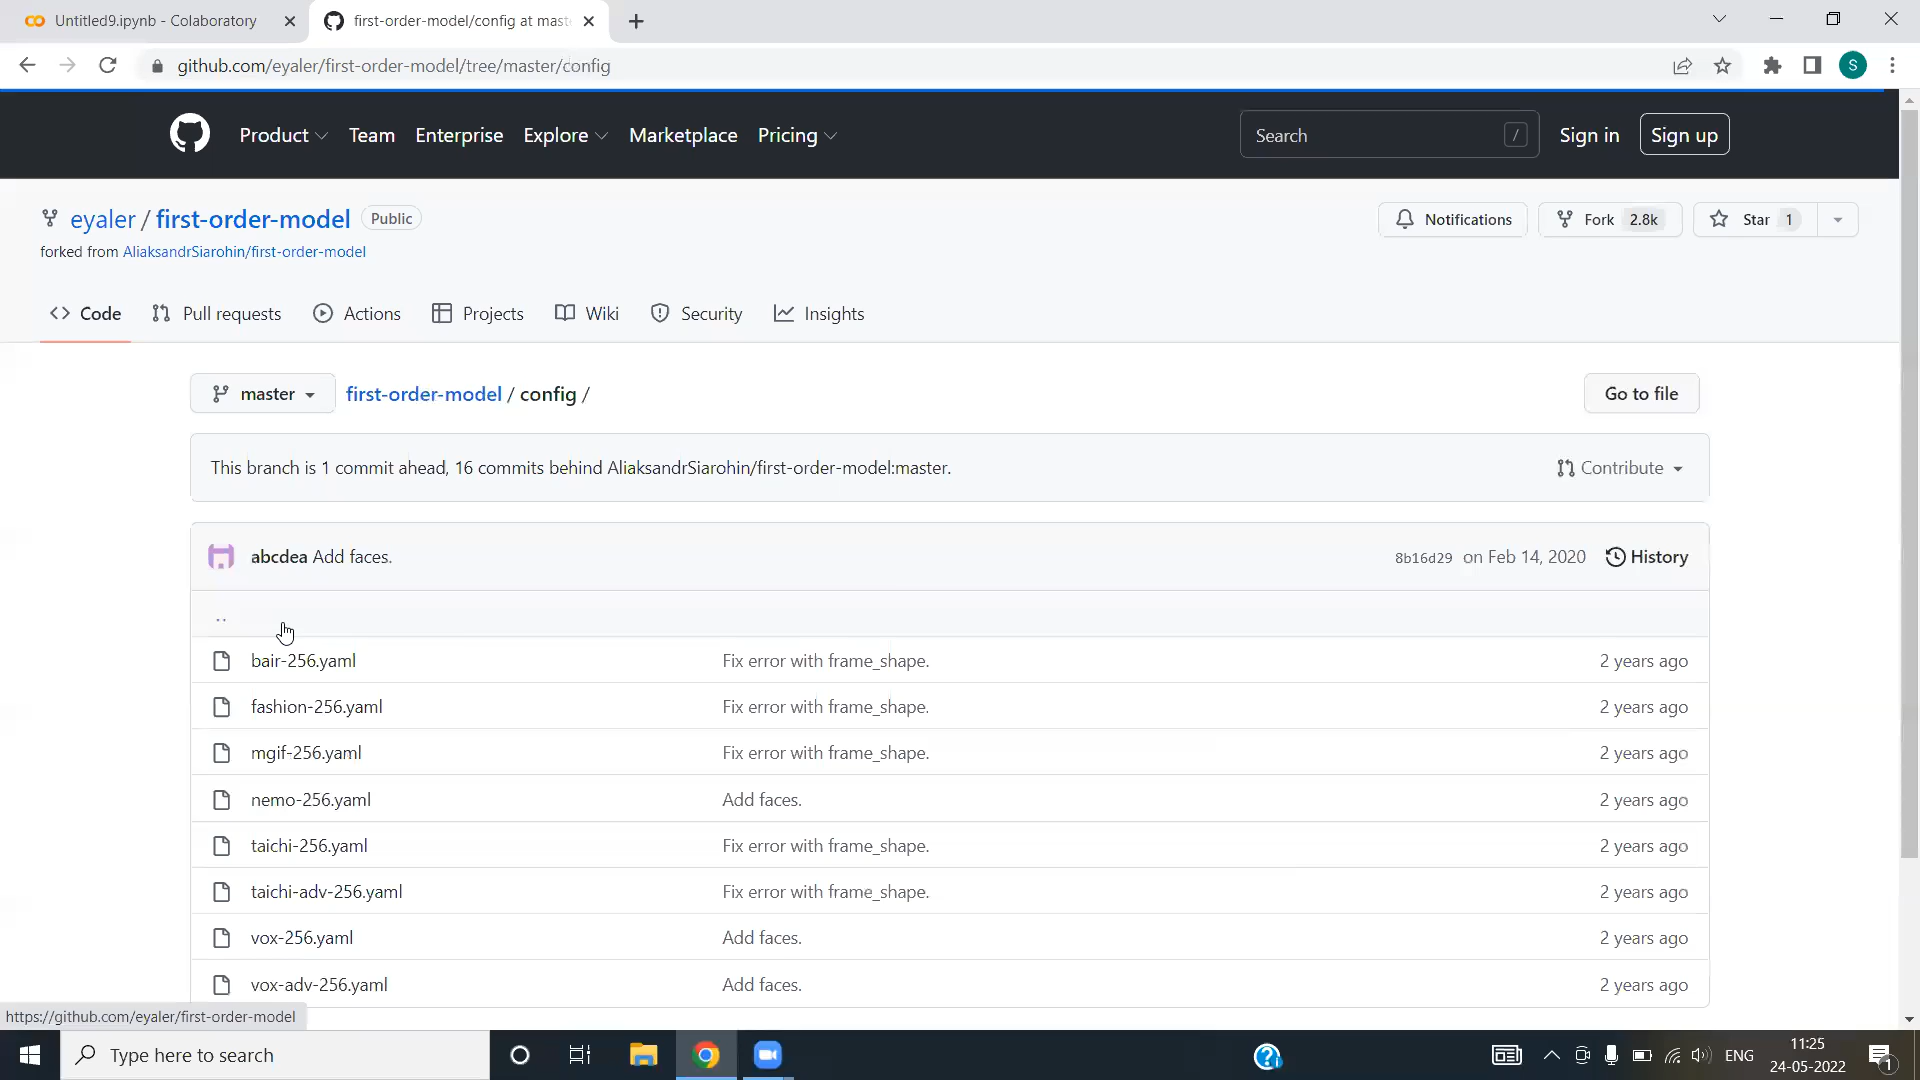 Untitled9.ipynb - Colaboratory
first-order-model/config at mast
github.com/eyaler/first-order-model/tree/master/config
S
Product Team Enterprise Explore Marketplace Pricing
Search /
Sign in
Sign up
eyaler / first-order-model Public
Notifications
Fork 2.8k
Star 1
forked from AliaksandrSiarohin/first-order-model
<> Code
Pull requests
Actions
Projects
Wiki
Security
Insights
master
first-order-model / config /
Go to file
This branch is 1 commit ahead, 16 commits behind AliaksandrSiarohin/first-order-model:master.
Contribute
abcdea Add faces.
8b16d29 on Feb 14, 2020
History
..
bair-256.yaml Fix error with frame_shape. 2 years ago
fashion-256.yaml Fix error with frame_shape. 2 years ago
mgif-256.yaml Fix error with frame_shape. 2 years ago
nemo-256.yaml Add faces. 2 years ago
taichi-256.yaml Fix error with frame_shape. 2 years ago
taichi-adv-256.yaml Fix error with frame_shape. 2 years ago
vox-256.yaml Add faces. 2 years ago
vox-adv-256.yaml Add faces. 2 years ago
https://github.com/eyaler/first-order-model
Type here to search
ENG
11:25
24-05-2022
1